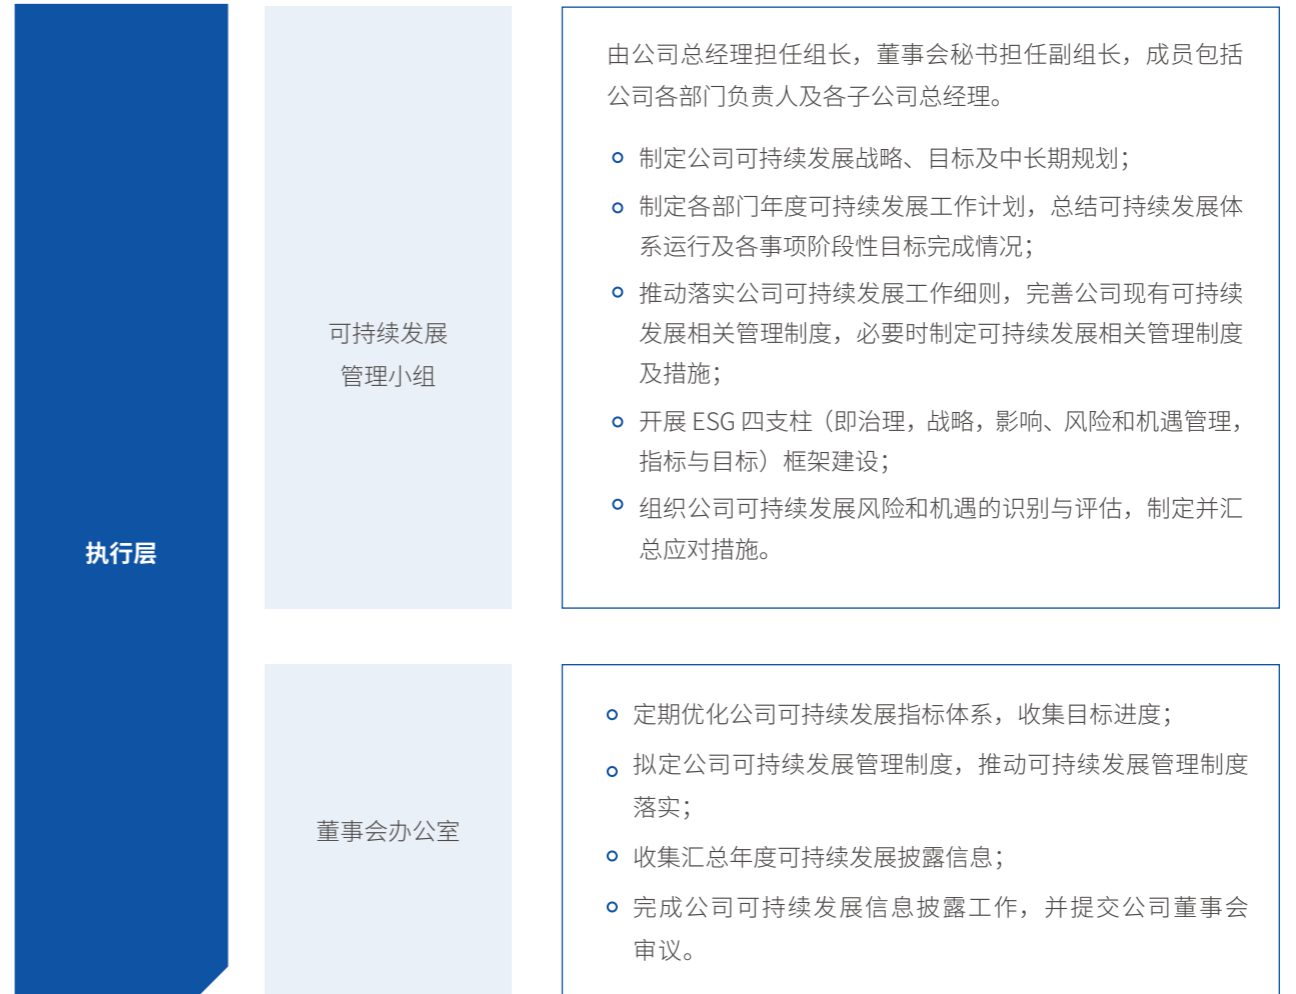 执行层
可持续发展
管理小组
由公司总经理担任组长，董事会秘书担任副组长，成员包括
公司各部门负责人及各子公司总经理。
制定公司可持续发展战略、目标及中长期规划；
制定各部门年度可持续发展工作计划，总结可持续发展体
系运行及各事项阶段性目标完成情况；
推动落实公司可持续发展工作细则，完善公司现有可持续
发展相关管理制度，必要时制定可持续发展相关管理制度
及措施；
开展 ESG 四支柱（即治理，战略，影响、风险和机遇管理，
指标与目标）框架建设；
组织公司可持续发展风险和机遇的识别与评估，制定并汇
总应对措施。
董事会办公室
定期优化公司可持续发展指标体系，收集目标进度；
拟定公司可持续发展管理制度，推动可持续发展管理制度
落实；
收集汇总年度可持续发展披露信息；
完成公司可持续发展信息披露工作，并提交公司董事会
审议。